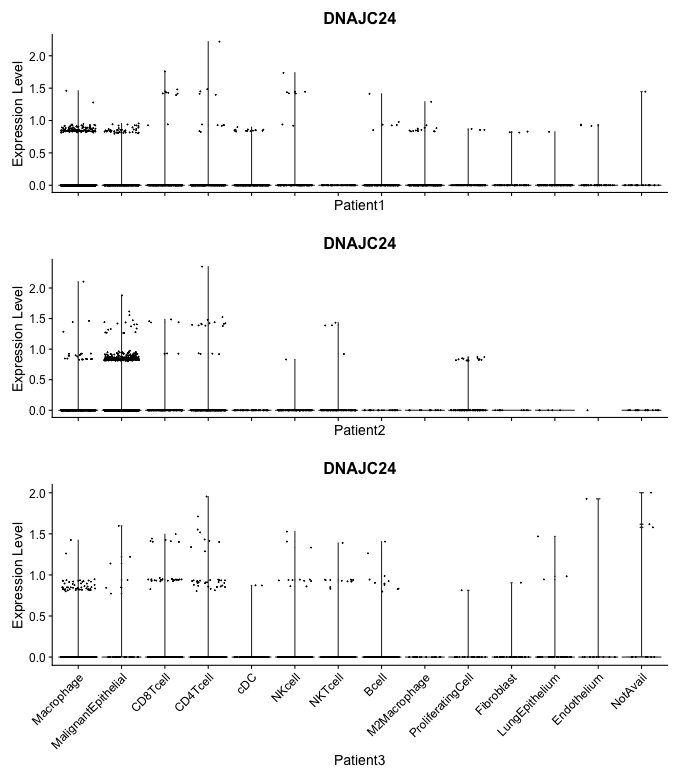 DNAJC24
Expression Level
2.0
1.5
1.0
0.5
0.0
Patient1
DNAJC24
Expression Level
2.0
1.5
1.0
0.5
0.0
Patient2
DNAJC24
Expression Level
2.0
1.5
1.0
0.5
0.0
Macrophage
MalignantEpithelial
CD8Tcell
CD4Tcell
cDC
NKcell
NKTcell
Bcell
M2Macrophage
ProliferatingCell
Fibroblast
LungEpithelium
Endothelium
NotAvail
Patient3